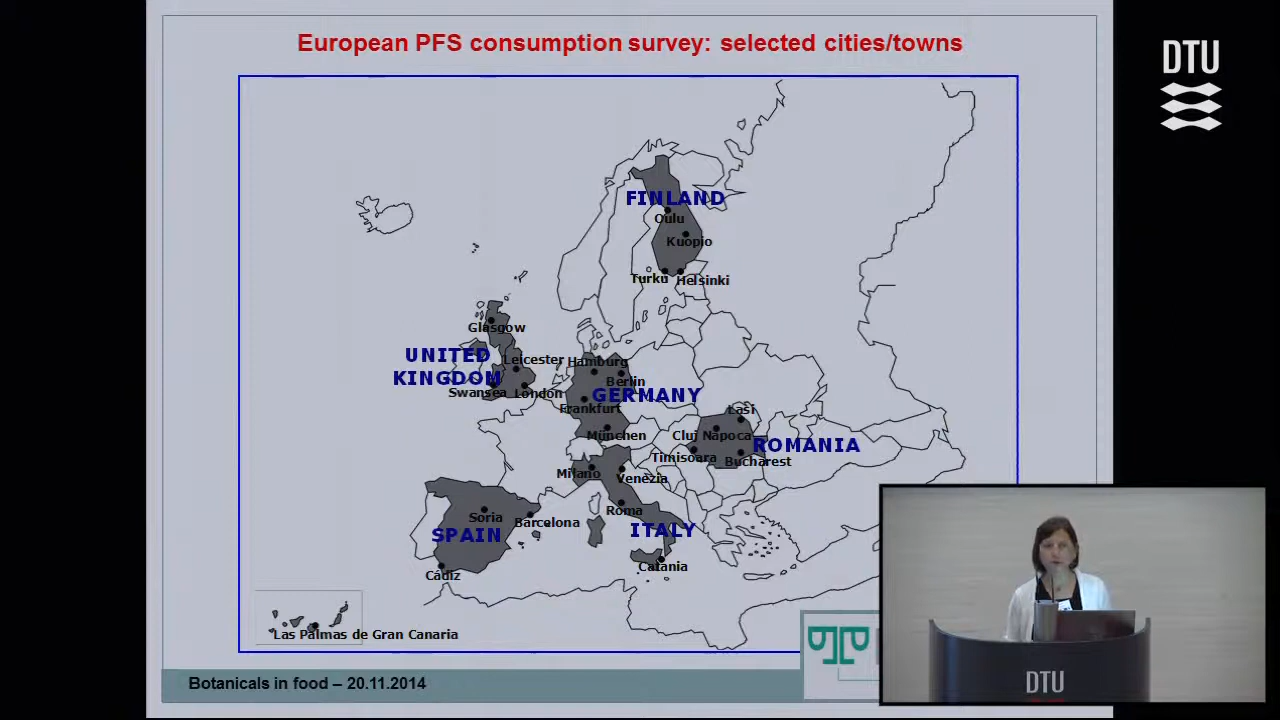 European PFS consumption survey: selected cities/towns
DTU
FINLAND
Oulu
Kuopio
Turku
Helsinki
Glasgow
UNITED
KINGDOM
Leicester
Swansea
London
Hamburg
Berlin
GERMANY
Frankfurt
München
Lasi
Cluj Napoca
ROMANIA
Timisoara
Bucharest
Milano
Venezia
Roma
ITALY
Catania
Soria
Barcelona
SPAIN
Cádiz
Las Palmas de Gran Canaria
Botanicals in food – 20.11.2014
DTU